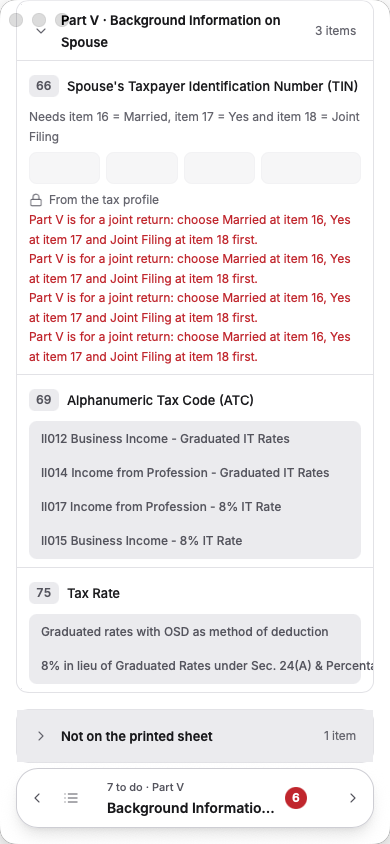 Part V · Background Information on
Spouse
3 items
66 Spouse's Taxpayer Identification Number (TIN)
Needs item 16 = Married, item 17 = Yes and item 18 = Joint
Filing
From the tax profile
Part V is for a joint return: choose Married at item 16, Yes
at item 17 and Joint Filing at item 18 first.
Part V is for a joint return: choose Married at item 16, Yes
at item 17 and Joint Filing at item 18 first.
Part V is for a joint return: choose Married at item 16, Yes
at item 17 and Joint Filing at item 18 first.
Part V is for a joint return: choose Married at item 16, Yes
at item 17 and Joint Filing at item 18 first.
69 Alphanumeric Tax Code (ATC)
II012 Business Income - Graduated IT Rates
II014 Income from Profession - Graduated IT Rates
II017 Income from Profession - 8% IT Rate
II015 Business Income - 8% IT Rate
75 Tax Rate
Graduated rates with OSD as method of deduction
8% in lieu of Graduated Rates under Sec. 24(A) & Percenta
Not on the printed sheet 1 item
7 to do · Part V
Background Informatio... 6